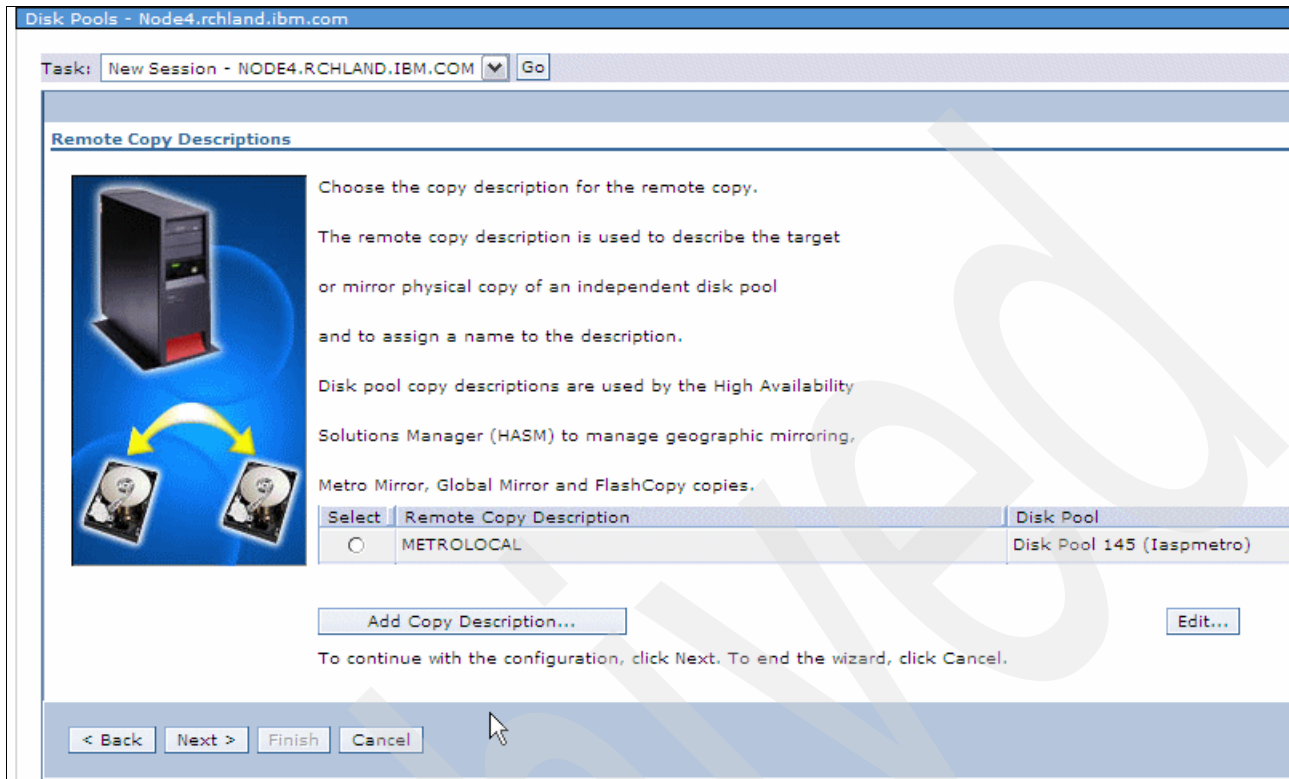 Disk Pools - Node4.rchland.ibm.com
Task: New Session - NODE4.RCHLAND.IBM.COM Go
Remote Copy Descriptions
Choose the copy description for the remote copy.
The remote copy description is used to describe the target
or mirror physical copy of an independent disk pool
and to assign a name to the description.
Disk pool copy descriptions are used by the High Availability
Solutions Manager (HASM) to manage geographic mirroring,
Metro Mirror, Global Mirror and FlashCopy copies.
Select Remote Copy Description Disk Pool
METROLOCAL Disk Pool 145 (Iaspmetro)
Add Copy Description... Edit...
To continue with the configuration, click Next. To end the wizard, click Cancel.
< Back Next > Finish Cancel